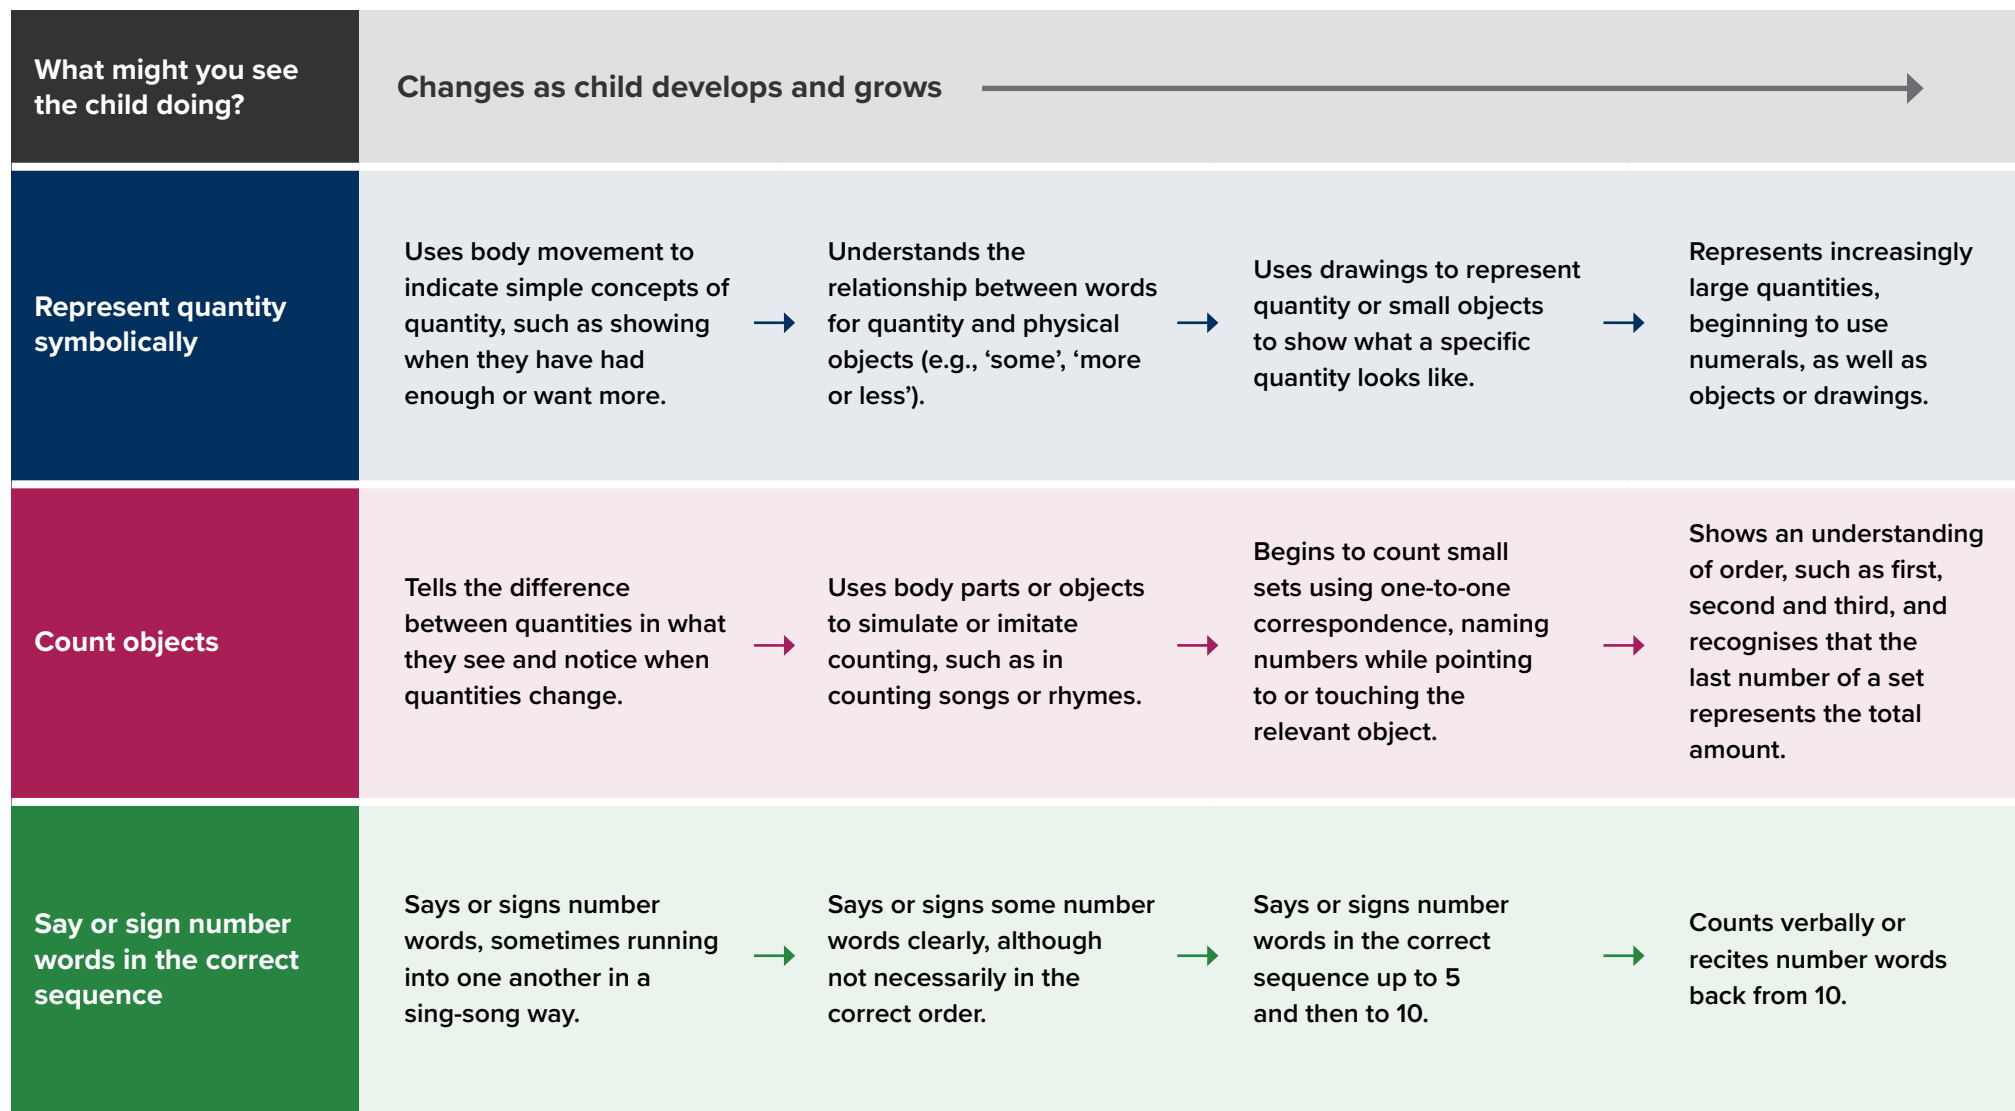 What might you see
the child doing?
Changes as child develops and grows
Represent quantity
symbolically
Uses body movement to
indicate simple concepts of
quantity, such as showing
when they have had
enough or want more.
Understands the
relationship between words
for quantity and physical
objects (e.g., ‘some’, ‘more
or less’).
Uses drawings to represent
quantity or small objects
to show what a specific
quantity looks like.
Represents increasingly
large quantities,
beginning to use
numerals, as well as
objects or drawings.
Count objects
Tells the difference
between quantities in what
they see and notice when
quantities change.
Uses body parts or objects
to simulate or imitate
counting, such as in
counting songs or rhymes.
Begins to count small
sets using one-to-one
correspondence, naming
numbers while pointing
to or touching the
relevant object.
Shows an understanding
of order, such as first,
second and third, and
recognises that the
last number of a set
represents the total
amount.
Say or sign number
words in the correct
sequence
Says or signs number
words, sometimes running
into one another in a
sing-song way.
Says or signs some number
words clearly, although
not necessarily in the
correct order.
Says or signs number
words in the correct
sequence up to 5
and then to 10.
Counts verbally or
recites number words
back from 10.